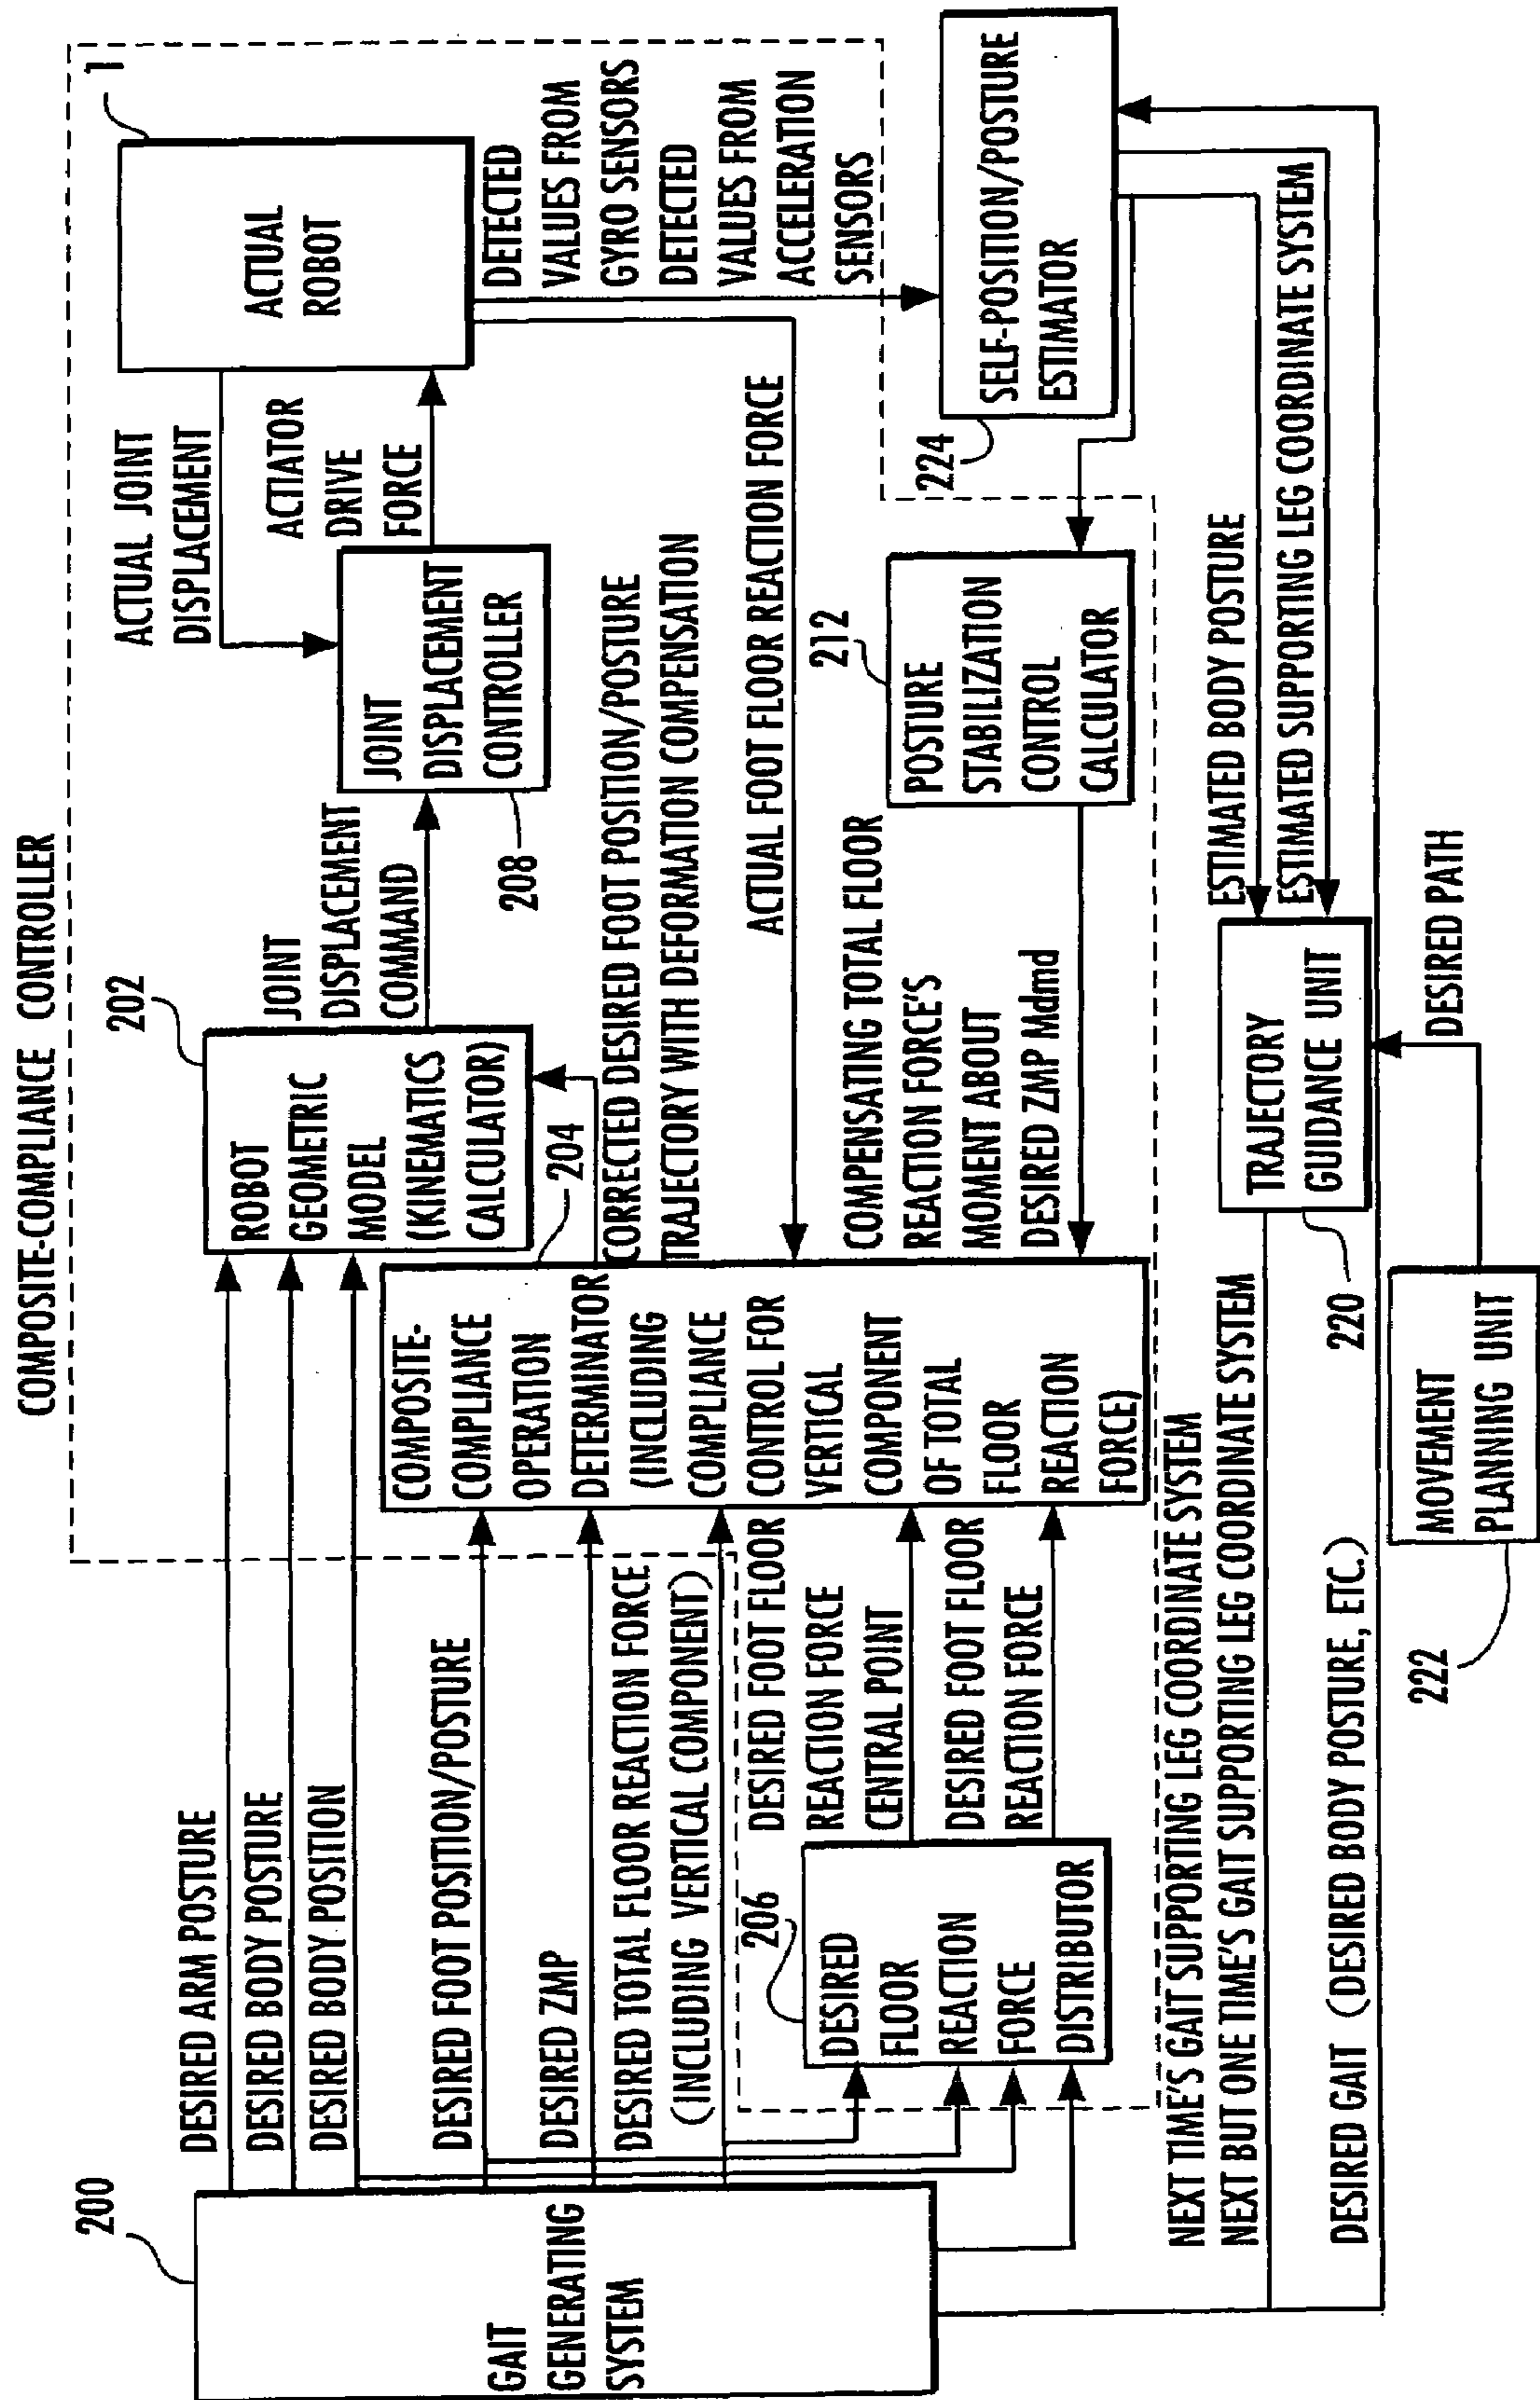 COMPOSITE-COMPLIANCE CONTROLLER
200
GAIT
GENERATING
SYSTEM
DESIRED ARM POSTURE
DESIRED BODY POSTURE
DESIRED BODY POSITION
DESIRED FOOT POSITION/POSTURE
DESIRED ZMP
DESIRED TOTAL FLOOR REACTION FORCE
(INCLUDING VERTICAL COMPONENT)
206
DESIRED
FLOOR
REACTION
FORCE
DISTRIBUTOR
DESIRED FOOT FLOOR
REACTION FORCE
CENTRAL POINT
DESIRED FOOT FLOOR
REACTION FORCE
202
ROBOT
GEOMETRIC
MODEL
(KINEMATICS
CALCULATOR)
204
COMPOSITE-
COMPLIANCE
OPERATION
DETERMINATOR
(INCLUDING
COMPLIANCE
CONTROL FOR
VERTICAL
COMPONENT
OF TOTAL
FLOOR
REACTION
FORCE)
JOINT
DISPLACEMENT
COMMAND
208
JOINT
DISPLACEMENT
CONTROLLER
ACTUAL JOINT
DISPLACEMENT
ACTIATOR
DRIVE
FORCE
1
ACTUAL
ROBOT
CORRECTED DESIRED FOOT POSITION/POSTURE
TRAJECTORY WITH DEFORMATION COMPENSATION
ACTUAL FOOT FLOOR REACTION FORCE
DETECTED
VALUES FROM
GYRO SENSORS
DETECTED
VALUES FROM
ACCELERATION
SENSORS
COMPENSATING TOTAL FLOOR
REACTION FORCE'S
MOMENT ABOUT
DESIRED ZMP Mdmd
212
POSTURE
STABILIZATION
CONTROL
CALCULATOR
224
SELF-POSITION/POSTURE
ESTIMATOR
NEXT TIME'S GAIT SUPPORTING LEG COORDINATE SYSTEM
NEXT BUT ONE TIME'S GAIT SUPPORTING LEG COORDINATE SYSTEM
TRAJECTORY
GUIDANCE UNIT
220
ESTIMATED BODY POSTURE
ESTIMATED SUPPORTING LEG COORDINATE SYSTEM
DESIRED GAIT (DESIRED BODY POSTURE, ETC.)
222
MOVEMENT
PLANNING UNIT
DESIRED PATH